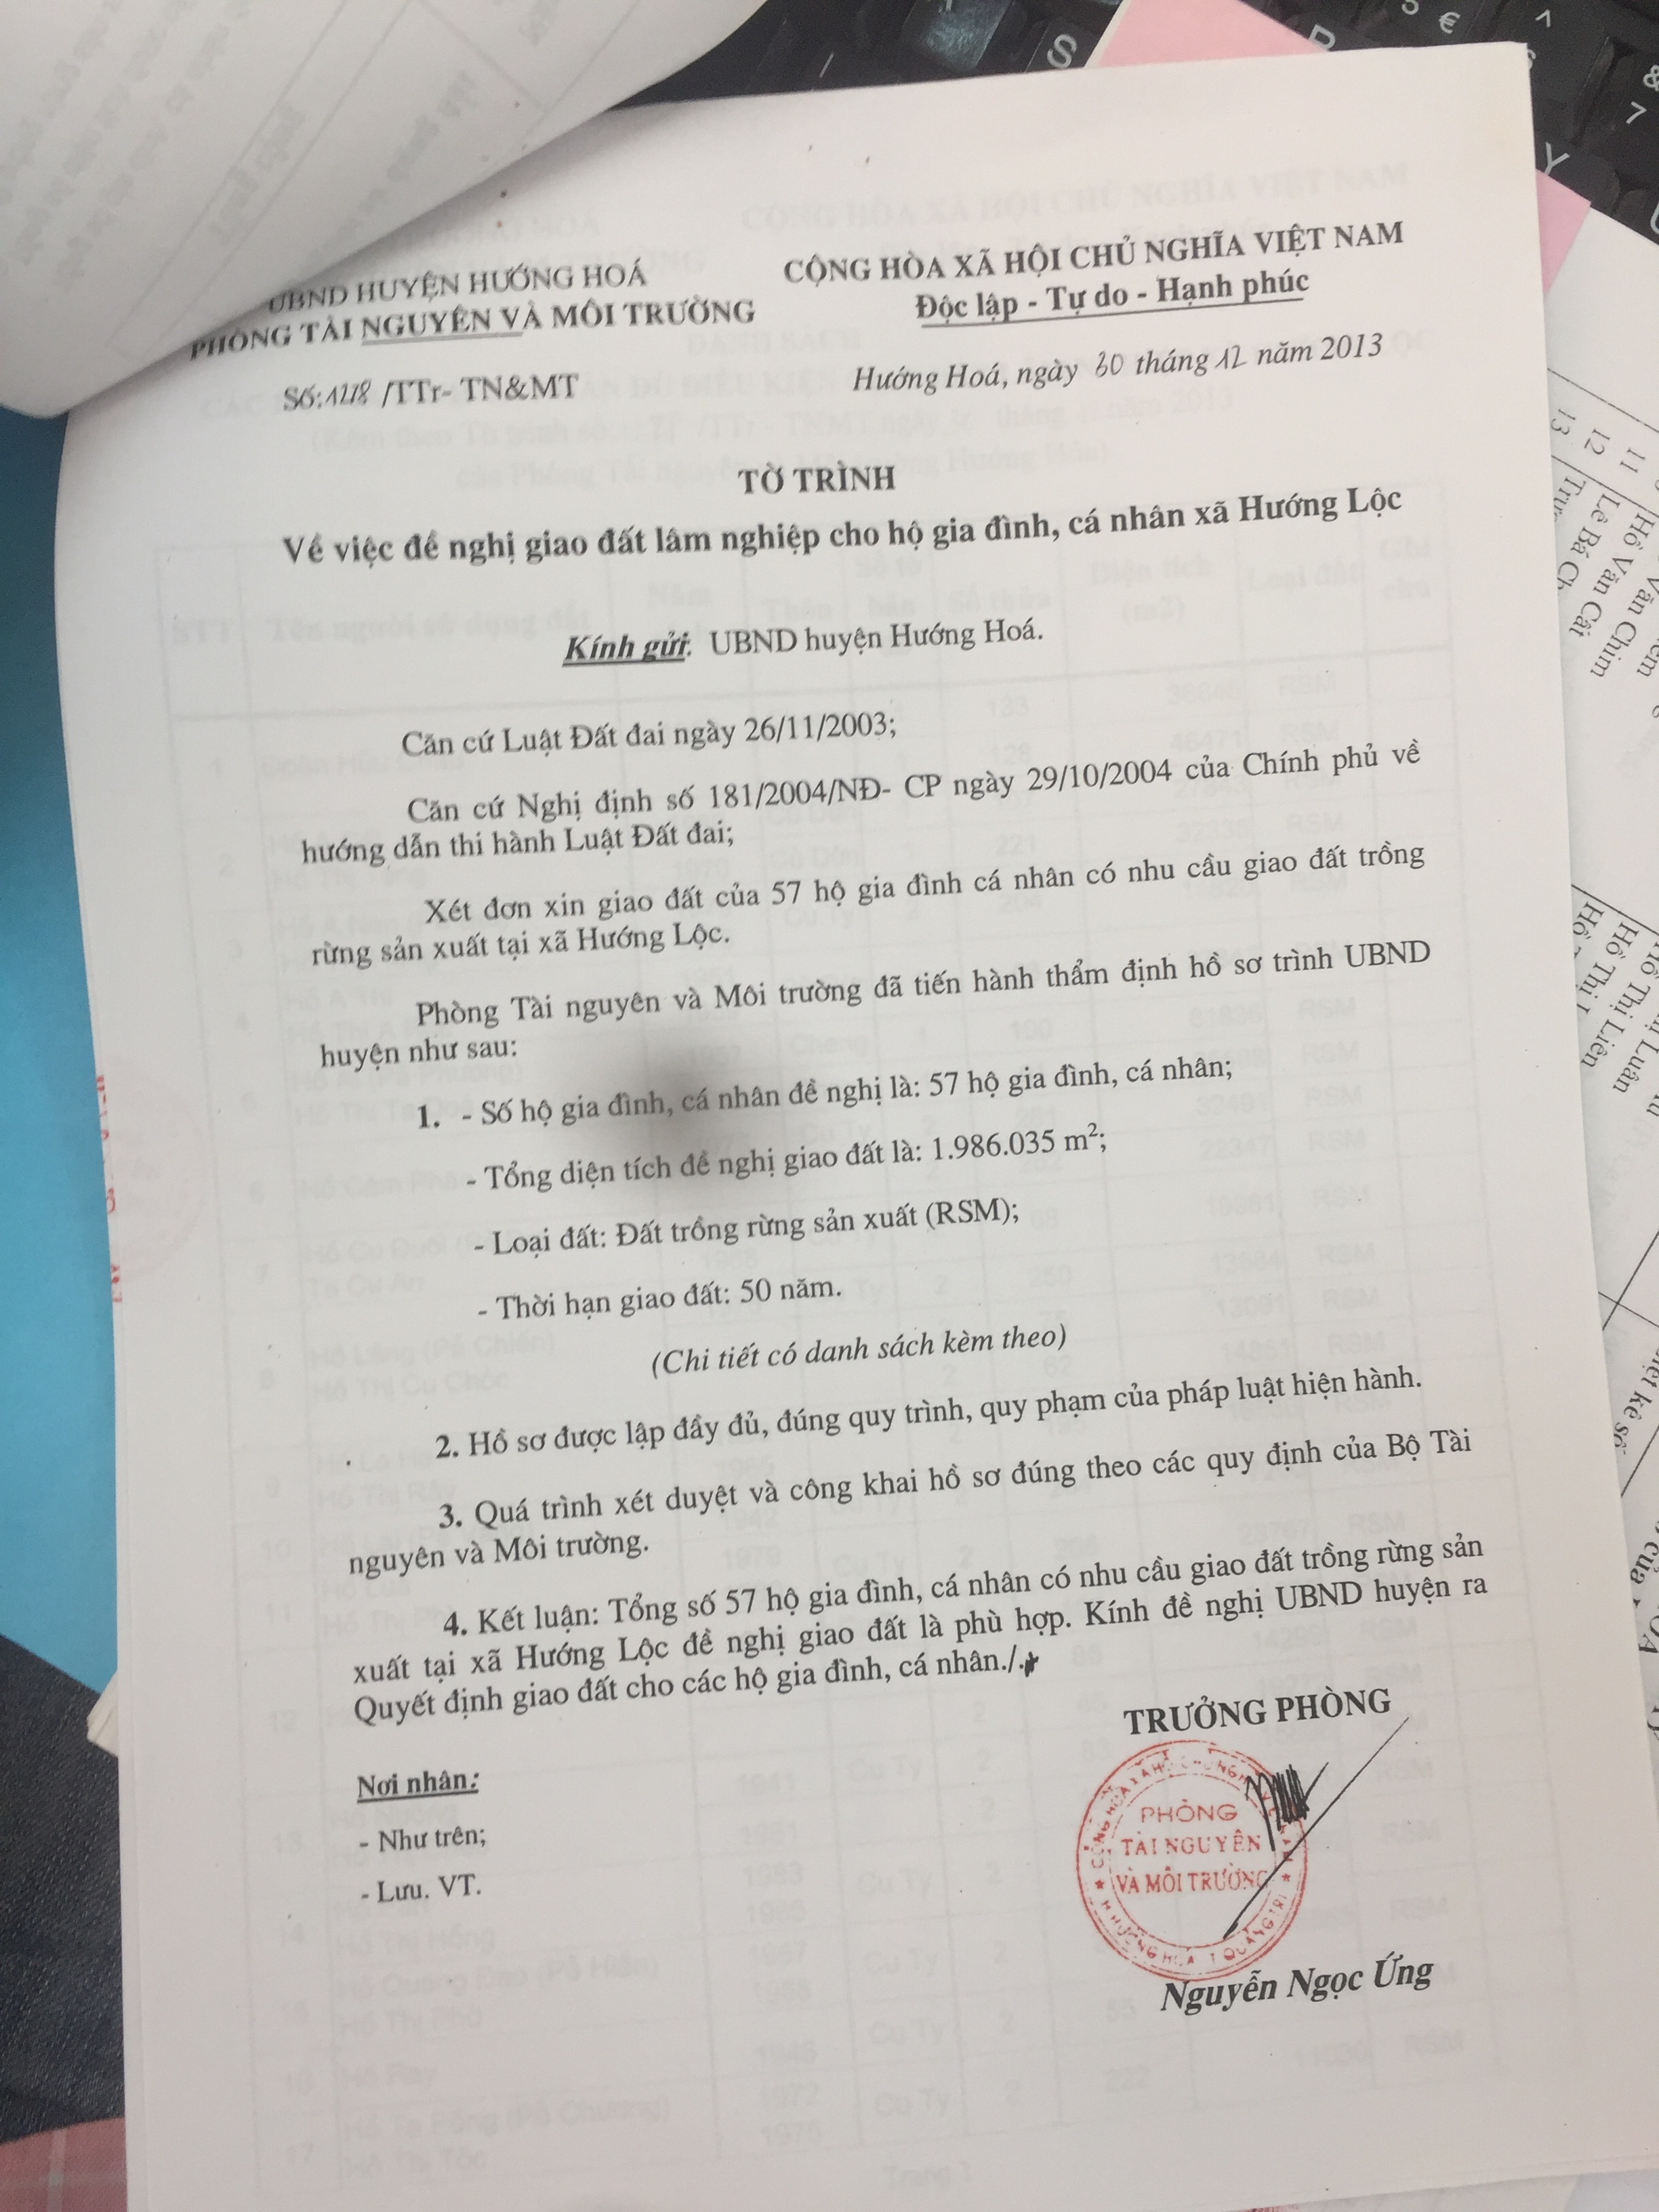 UBND HUYỆN HƯỚNG HOÁ
PHÒNG TÀI NGUYÊN VÀ MÔI TRƯỜNG
Số: /TTr- TN&MT
CỘNG HÒA XÃ HỘI CHỦ NGHĨA VIỆT NAM
Độc lập - Tự do - Hạnh phúc
Hướng Hoá, ngày 30 tháng 12 năm 2013
TỜ TRÌNH
Về việc đề nghị giao đất lâm nghiệp cho hộ gia đình, cá nhân xã Hướng Lộc
Kính gửi: UBND huyện Hướng Hoá.
Căn cứ Luật Đất đai ngày 26/11/2003;
Căn cứ Nghị định số 181/2004/NĐ- CP ngày 29/10/2004 của Chính phủ về
hướng dẫn thi hành Luật Đất đai;
Xét đơn xin giao đất của 57 hộ gia đình cá nhân có nhu cầu giao đất trồng
rừng sản xuất tại xã Hướng Lộc.
Phòng Tài nguyên và Môi trường đã tiến hành thẩm định hồ sơ trình UBND
huyện như sau:
1. - Số hộ gia đình, cá nhân đề nghị là: 57 hộ gia đình, cá nhân;
- Tổng diện tích đề nghị giao đất là: 1.986.035 m²;
- Loại đất: Đất trồng rừng sản xuất (RSM);
- Thời hạn giao đất: 50 năm.
(Chi tiết có danh sách kèm theo)
2. Hồ sơ được lập đầy đủ, đúng quy trình, quy phạm của pháp luật hiện hành.
3. Quá trình xét duyệt và công khai hồ sơ đúng theo các quy định của Bộ Tài
nguyên và Môi trường.
4. Kết luận: Tổng số 57 hộ gia đình, cá nhân có nhu cầu giao đất trồng rừng sản
xuất tại xã Hướng Lộc đề nghị giao đất là phù hợp. Kính đề nghị UBND huyện ra
Quyết định giao đất cho các hộ gia đình, cá nhân./.
TRƯỞNG PHÒNG
Nơi nhân:
- Như trên;
- Lưu. VT.
PHÒNG
TÀI NGUYÊN
VÀ MÔI TRƯỜNG
Nguyễn Ngọc Ứng
11
12
13
Hồ Văn Chim
Lê Bá Cát
Hồ Thị Liên